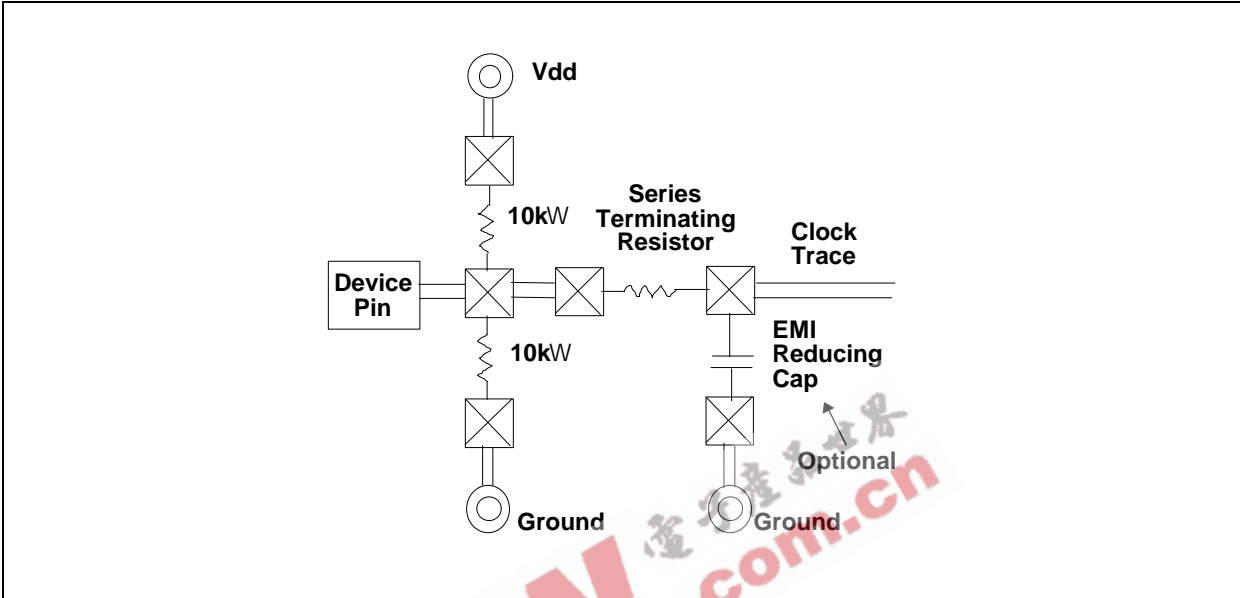 Vdd
10kW
Series
Terminating
Resistor
Clock
Trace
Device
Pin
10kW
EMI
Reducing
Cap
Optional
Ground
Ground
com.cn